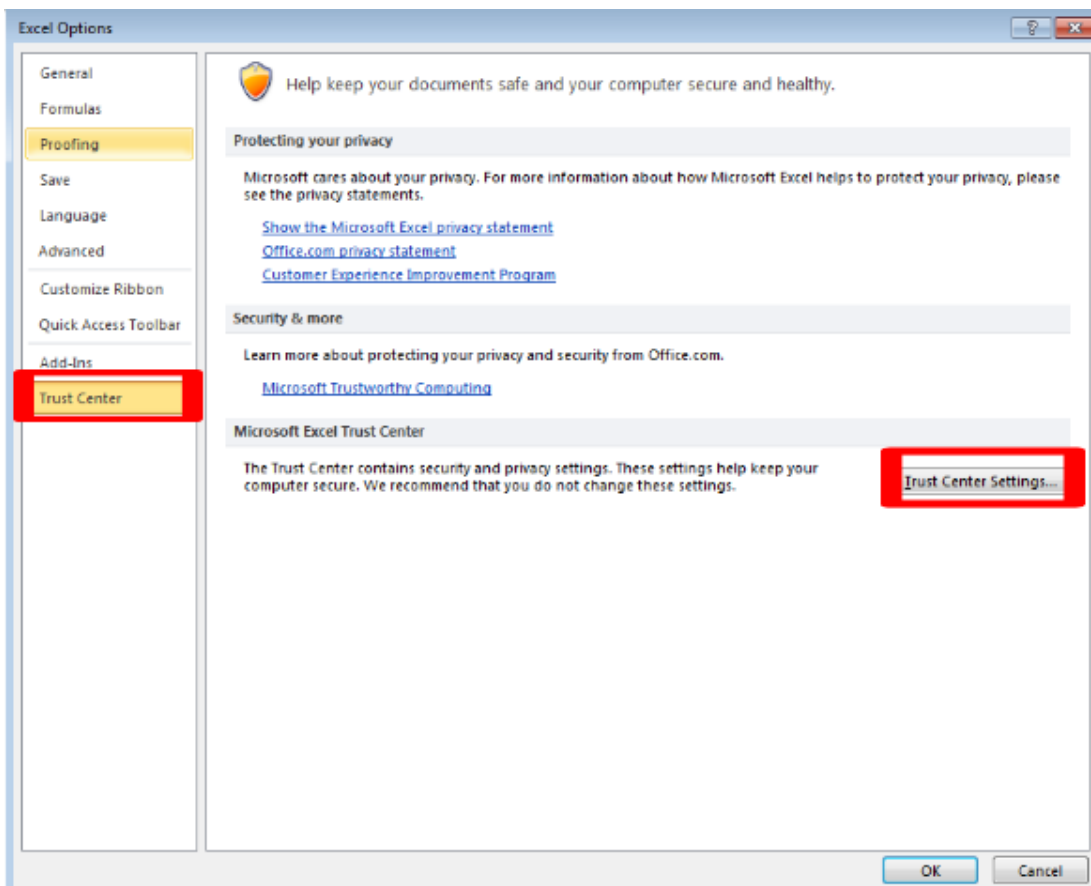 Excel Options
General
Formulas
Proofing
Save
Language
Advanced
Customize Ribbon
Quick Access Toolbar
Add-Ins
Trust Center
Help keep your documents safe and your computer secure and healthy.
Protecting your privacy
Microsoft cares about your privacy. For more information about how Microsoft Excel helps to protect your privacy, please
see the privacy statements.
Show the Microsoft Excel privacy statement
Office.com privacy statement
Customer Experience Improvement Program
Security & more
Learn more about protecting your privacy and security from Office.com.
Microsoft Trustworthy Computing
Microsoft Excel Trust Center
The Trust Center contains security and privacy settings. These settings help keep your
computer secure. We recommend that you do not change these settings.
Trust Center Settings...
OK
Cancel